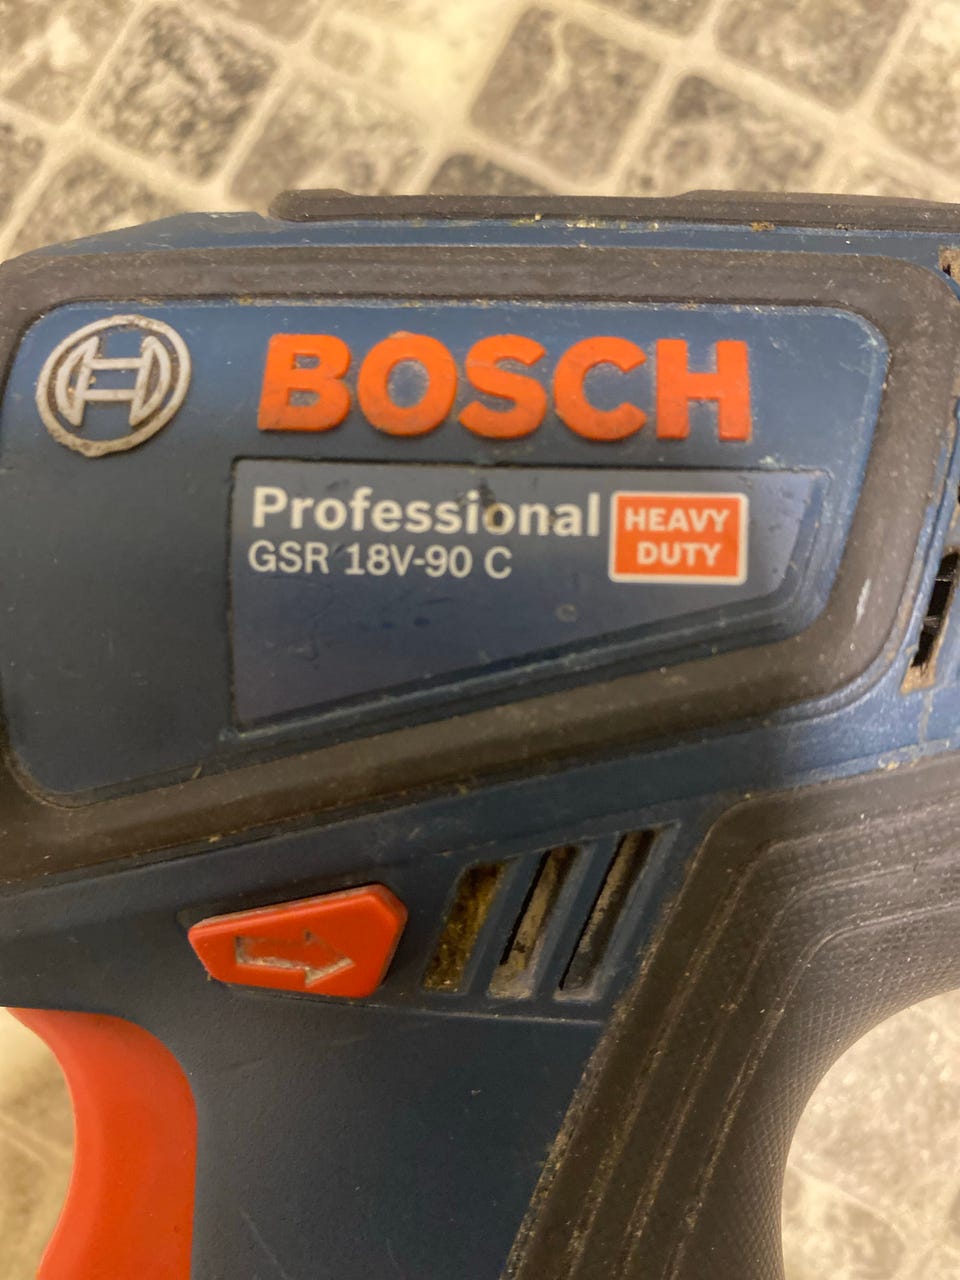 BOSCH
Professional
GSR 18V-90 C
HEAVY
DUTY